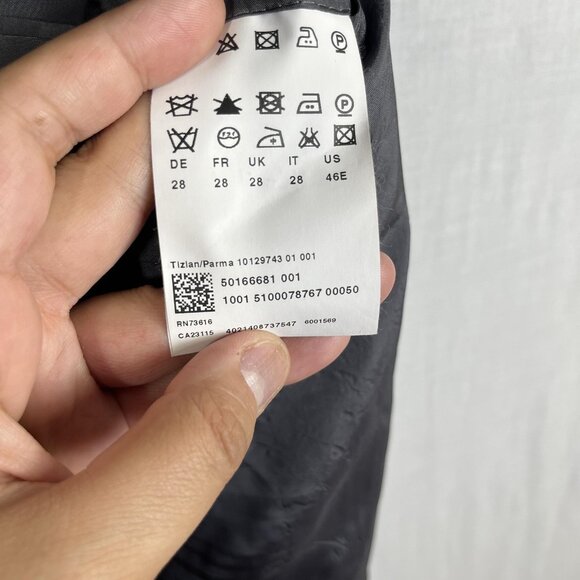 P
P
DE FR UK IT US
28 28 28 28 46E
Tizian/Parma 10129743 01 001
50166681 001
1001 5100078767 00050
RN73616
CA23115 4021408737547 6001569